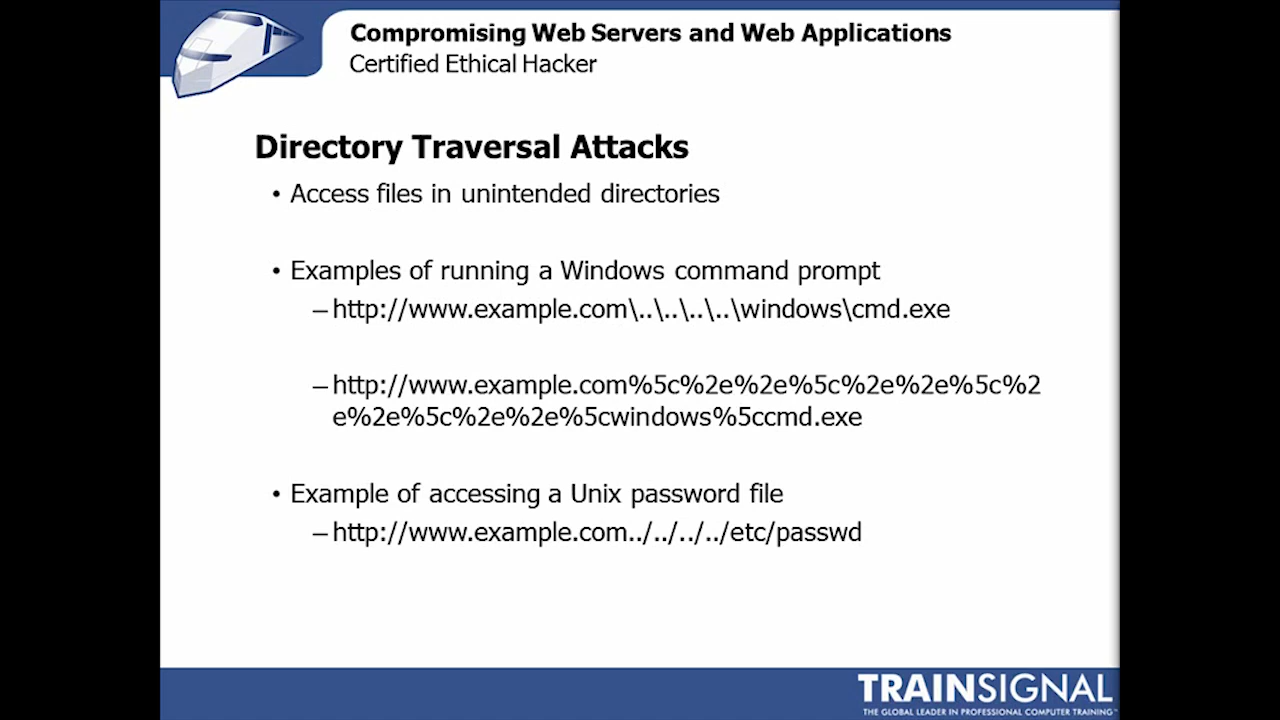 Compromising Web Servers and Web Applications
Certified Ethical Hacker
Directory Traversal Attacks
• Access files in unintended directories
• Examples of running a Windows command prompt
– http://www.example.com\..\..\..\..\windows\cmd.exe
– http://www.example.com%5c%2e%2e%5c%2e%2e%5c%2
e%2e%5c%2e%2e%5cwindows%5ccmd.exe
• Example of accessing a Unix password file
– http://www.example.com../../../../etc/passwd
TRAINSIGNAL
THE GLOBAL LEADER IN PROFESSIONAL COMPUTER TRAINING™